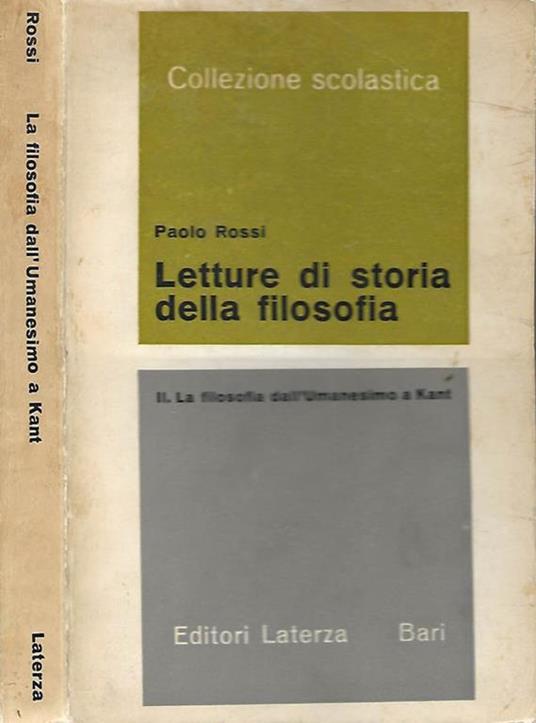 Rossi La filosofia dall'Umanesimo a Kant Laterza
Collezione scolastica
Paolo Rossi
Letture di storia
della filosofia
II. La filosofia dall'Umanesimo a Kant
Editori Laterza Bari